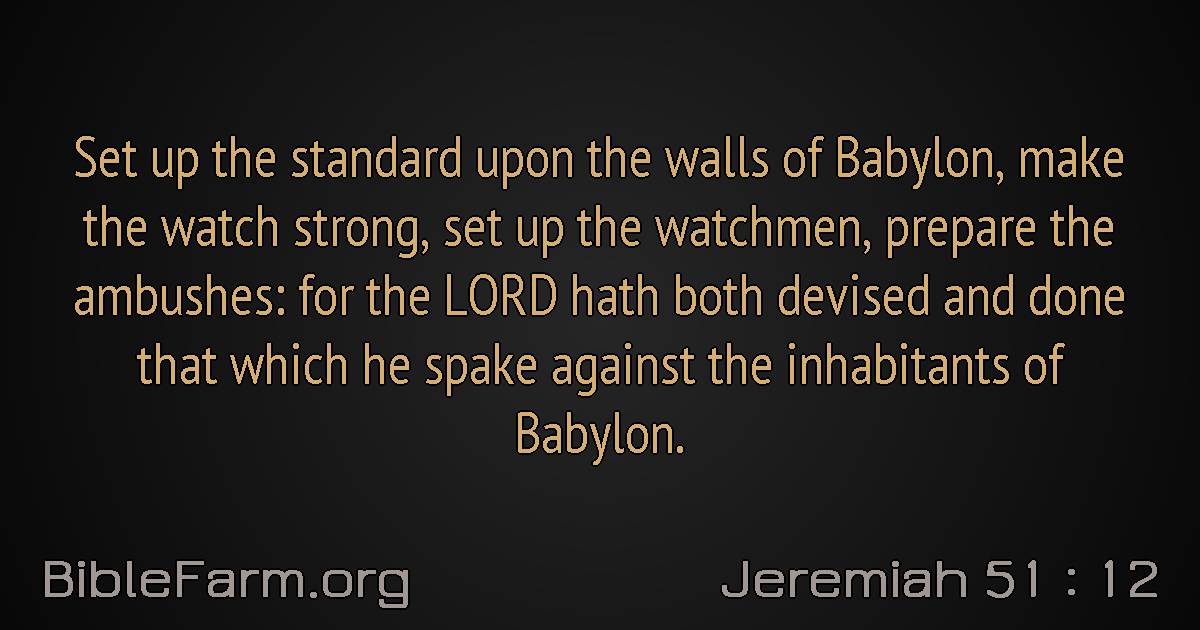 Set up the standard upon the walls of Babylon, make
the watch strong, set up the watchmen, prepare the
ambushes: for the LORD hath both devised and done
that which he spake against the inhabitants of
Babylon.
BibleFarm.org
Jeremiah 51 : 12